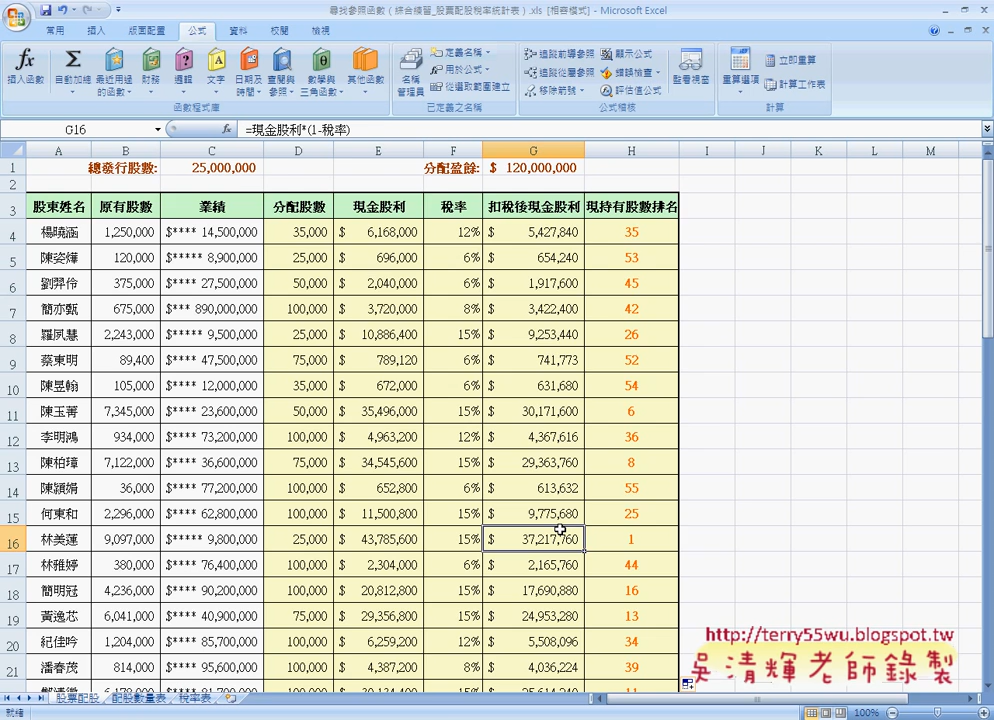 尋找參照函數(綜合練習_股票配股稅率統計表).xls [相容模式] - Microsoft Excel
常用 插入 版面配置 公式 資料 校閱 檢視
插入函數 自動加總 最近用過的函數 財務 邏輯 文字 日期及時間 查閱與參照 數學與三角函數 其他函數 名稱管理員 定義名稱 用於公式 從選取範圍建立 追蹤前導參照 追蹤從屬參照 移除箭號 顯示公式 錯誤檢查 評估值公式 監看視窗 重算選項 立即重算 計算工作表
函數程式庫 已定義之名稱 公式稽核 計算
G16 fx =現金股利*(1-稅率)
A B C D E F G H I J K L M
1 總發行股數: 25,000,000 分配盈餘: $ 120,000,000
2
3 股東姓名 原有股數 業績 分配股數 現金股利 稅率 扣稅後現金股利 現持有股數排名
4 楊曉涵 1,250,000 $**** 14,500,000 35,000 $ 6,168,000 12% $ 5,427,840 35
5 陳姿燁 120,000 $***** 8,900,000 25,000 $ 696,000 6% $ 654,240 53
6 劉羿伶 375,000 $**** 27,500,000 50,000 $ 2,040,000 6% $ 1,917,600 45
7 簡亦甄 675,000 $*** 890,000,000 100,000 $ 3,720,000 8% $ 3,422,400 42
8 羅夙慧 2,243,000 $***** 9,500,000 25,000 $ 10,886,400 15% $ 9,253,440 26
9 蔡東明 89,400 $**** 47,500,000 75,000 $ 789,120 6% $ 741,773 52
10 陳昱翰 105,000 $**** 12,000,000 35,000 $ 672,000 6% $ 631,680 54
11 陳玉菁 7,345,000 $**** 23,600,000 50,000 $ 35,496,000 15% $ 30,171,600 6
12 李明鴻 934,000 $**** 73,200,000 100,000 $ 4,963,200 12% $ 4,367,616 36
13 陳柏璋 7,122,000 $**** 36,600,000 75,000 $ 34,545,600 15% $ 29,363,760 8
14 陳穎娟 36,000 $**** 77,200,000 100,000 $ 652,800 6% $ 613,632 55
15 何東和 2,296,000 $**** 62,800,000 100,000 $ 11,500,800 15% $ 9,775,680 25
16 林美蓮 9,097,000 $***** 9,800,000 25,000 $ 43,785,600 15% $ 37,217,760 1
17 林雅婷 380,000 $**** 76,400,000 100,000 $ 2,304,000 6% $ 2,165,760 44
18 簡明冠 4,236,000 $**** 90,200,000 100,000 $ 20,812,800 15% $ 17,690,880 16
19 黃逸芯 6,041,000 $**** 40,900,000 75,000 $ 29,356,800 15% $ 24,953,280 13
20 紀佳吟 1,204,000 $**** 85,700,000 100,000 $ 6,259,200 12% $ 5,508,096 34
21 潘春茂 814,000 $**** 95,600,000 100,000 $ 4,387,200 8% $ 4,036,224 39
http://terry55wu.blogspot.tw
吳清輝老師錄製
股票配股 配股數量表 稅率表
就緒 100%